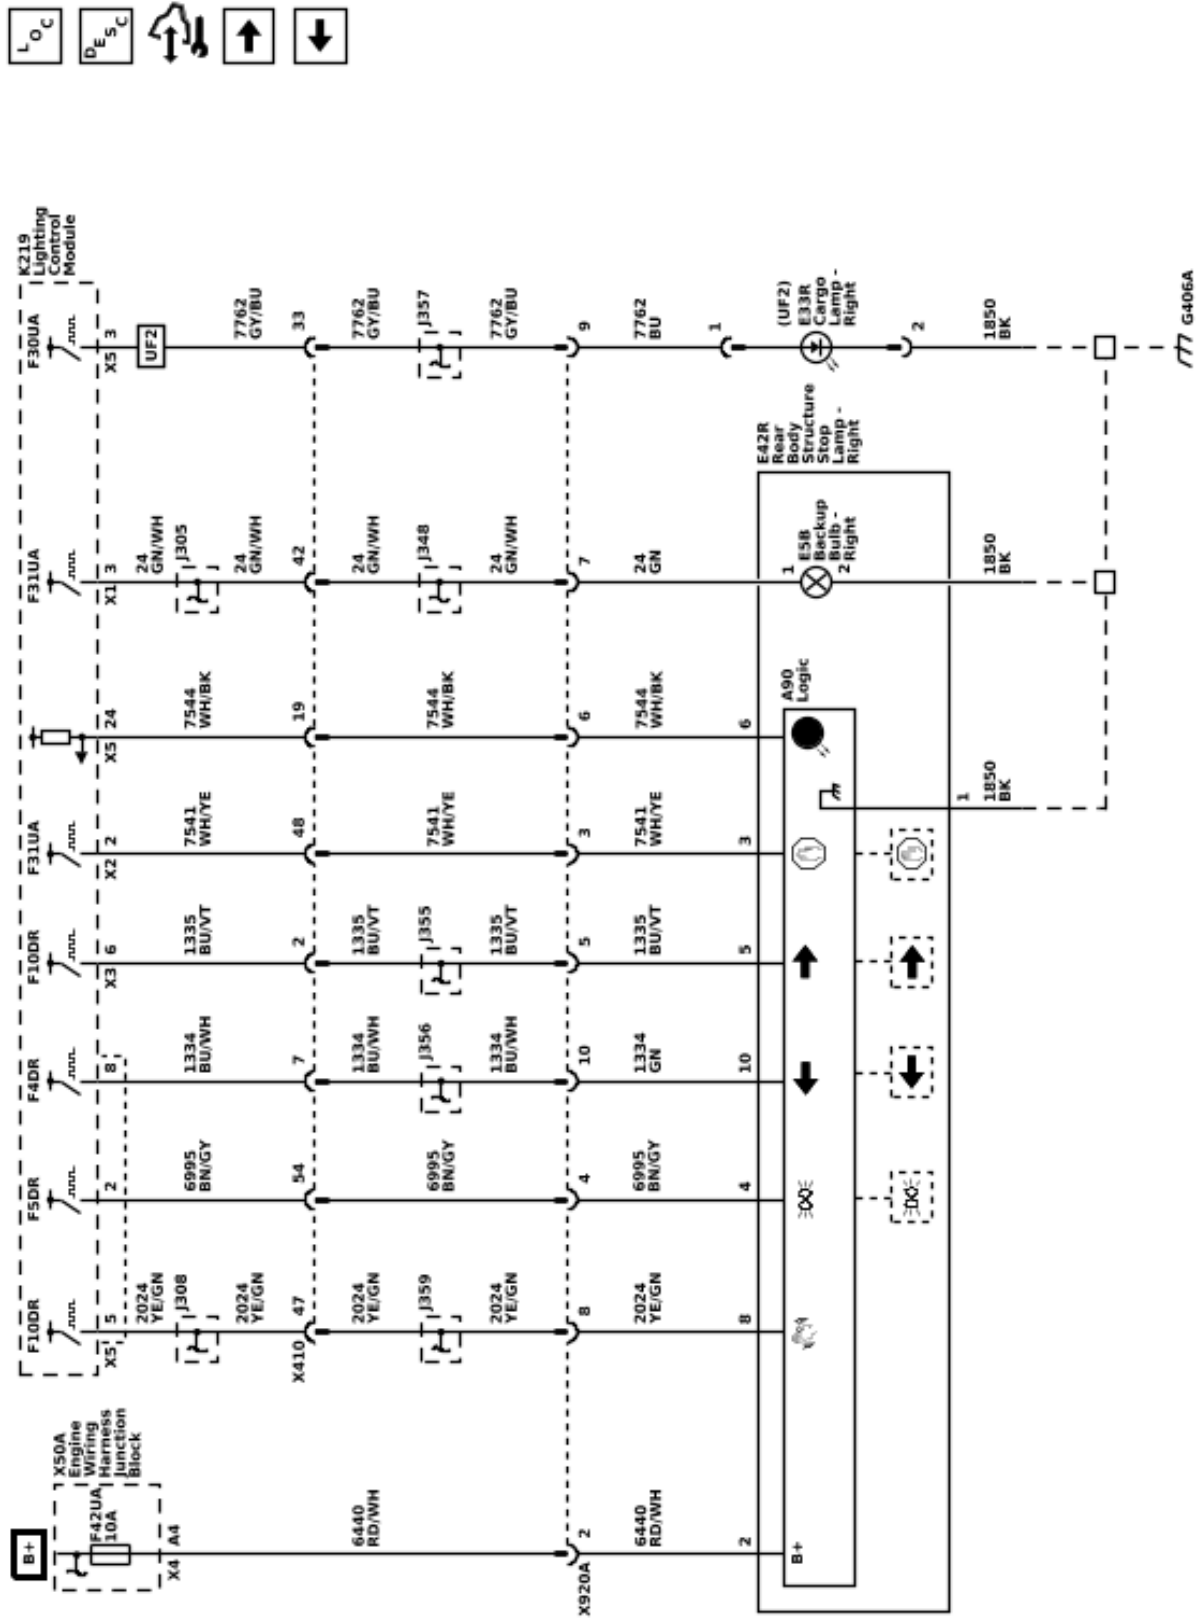 LOC
DESC
B+
X50A
Engine
Wiring
Harness
Junction
Block
F42UA
10A
X4 A4
6440
RD/WH
X920A 2
6440
RD/WH
2
B+
K219
Lighting
Control
Module
F10DR
X5 5
2024
YE/GN
J308
2024
YE/GN
X410 47
2024
YE/GN
J359
2024
YE/GN
8
2024
YE/GN
8
F5DR
2
6995
BN/GY
54
6995
BN/GY
4
6995
BN/GY
4
F4DR
8
1334
BU/WH
7
1334
BU/WH
J356
1334
BU/WH
10
1334
GN
10
F10DR
X3 6
1335
BU/VT
2
1335
BU/VT
J355
1335
BU/VT
5
1335
BU/VT
5
F31UA
X2 2
7541
WH/YE
48
7541
WH/YE
3
7541
WH/YE
3
X5 24
7544
WH/BK
19
7544
WH/BK
6
7544
WH/BK
6
A90
Logic
1
1850
BK
F31UA
X1 3
24
GN/WH
J305
24
GN/WH
42
24
GN/WH
J348
24
GN/WH
7
24
GN
E42R
Rear
Body
Structure
Stop
Lamp -
Right
1
E5B
Backup
Bulb -
Right
2
1850
BK
F30UA
X5 3
UF2
7762
GY/BU
33
7762
GY/BU
J357
7762
GY/BU
9
7762
BU
1
(UF2)
E33R
Cargo
Lamp -
Right
2
1850
BK
G406A